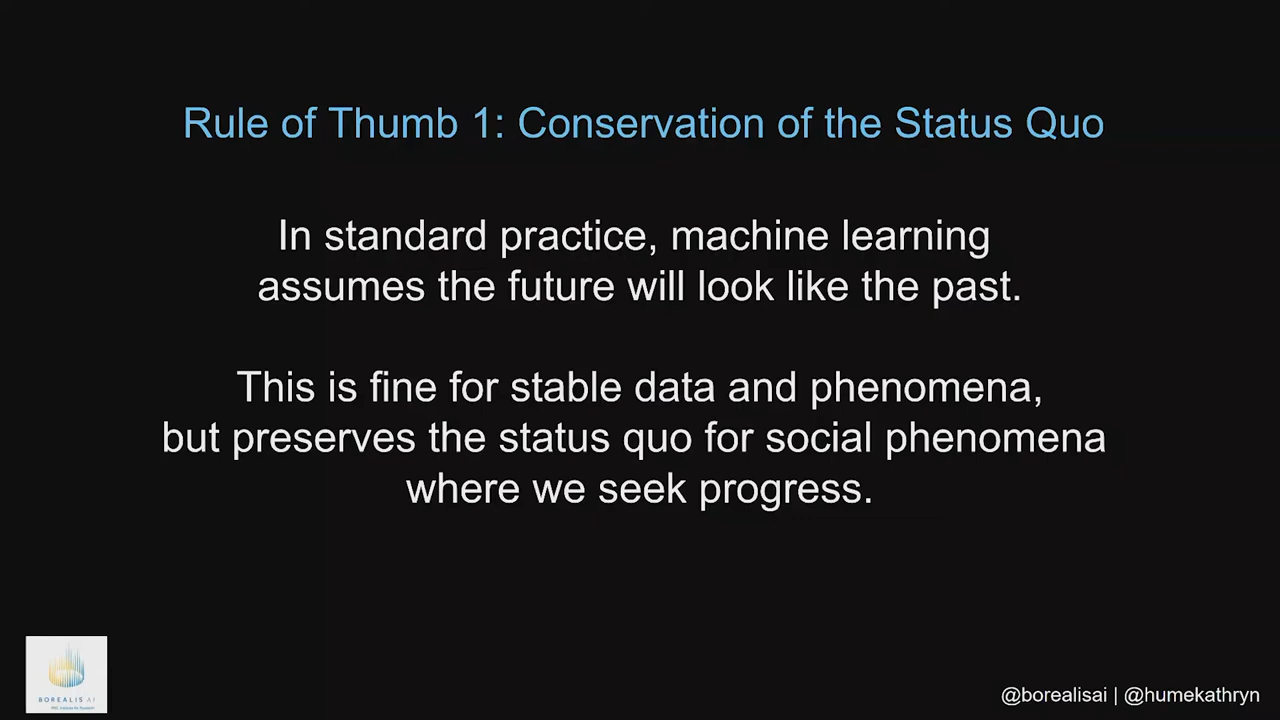 Rule of Thumb 1: Conservation of the Status Quo
In standard practice, machine learning
assumes the future will look like the past.
This is fine for stable data and phenomena,
but preserves the status quo for social phenomena
where we seek progress.
BOREALIS AI
@borealisai | @humekathryn